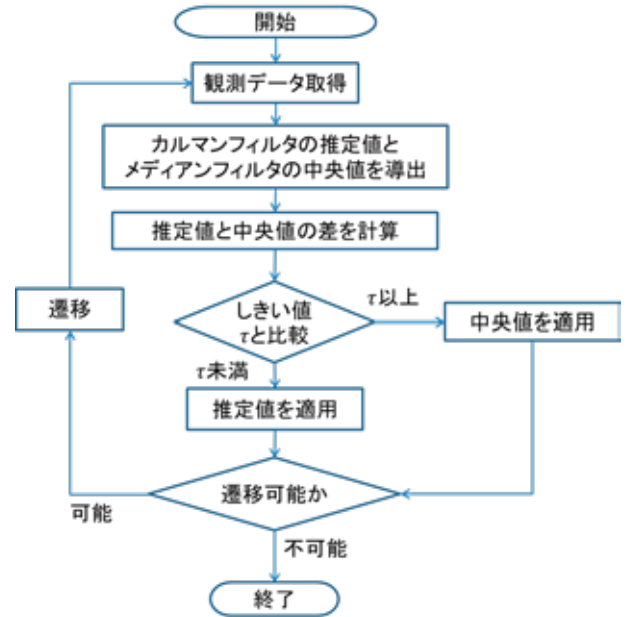 開始
観測データ取得
カルマンフィルタの推定値と
メディアンフィルタの中央値を導出
推定値と中央値の差を計算
遷移
しきい値
τと比較
τ以上
中央値を適用
τ未満
推定値を適用
遷移可能か
可能
不可能
終了